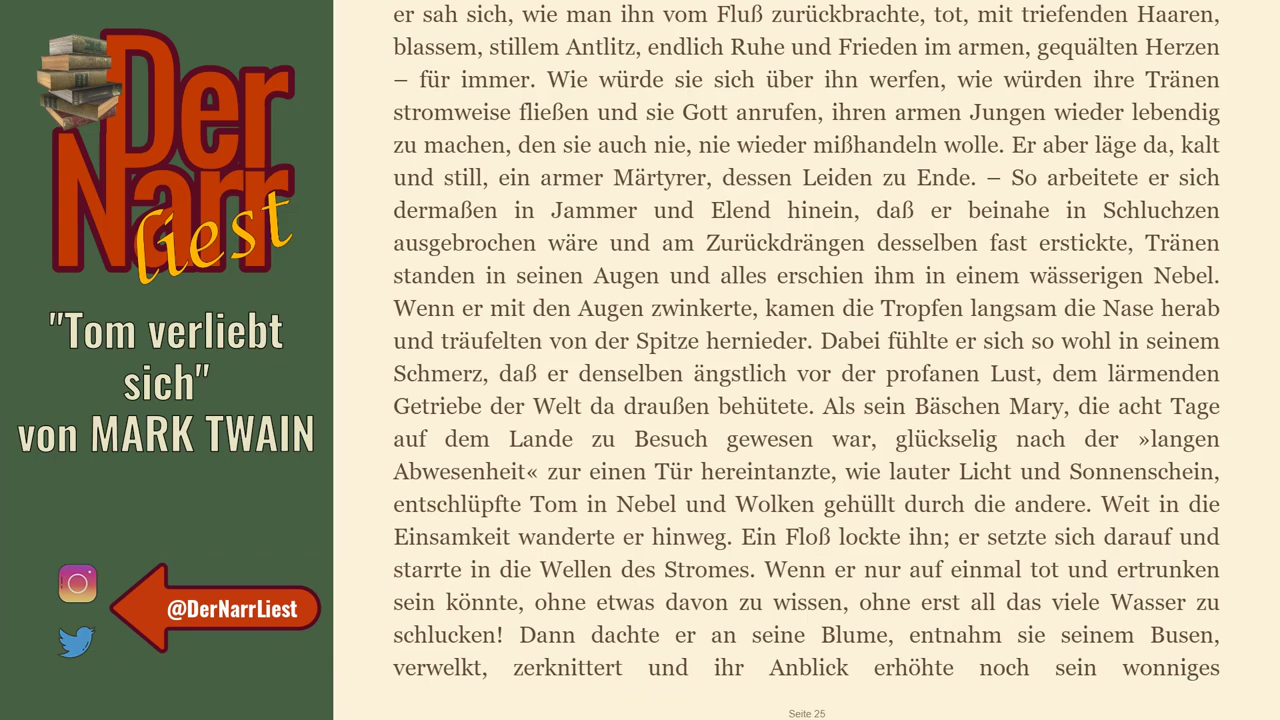 Der
Narr
liest
"Tom verliebt
sich"
von MARK TWAIN
@DerNarrLiest
er sah sich, wie man ihn vom Fluß zurückbrachte, tot, mit triefenden Haaren,
blassem, stillem Antlitz, endlich Ruhe und Frieden im armen, gequälten Herzen
– für immer. Wie würde sie sich über ihn werfen, wie würden ihre Tränen
stromweise fließen und sie Gott anrufen, ihren armen Jungen wieder lebendig
zu machen, den sie auch nie, nie wieder mißhandeln wolle. Er aber läge da, kalt
und still, ein armer Märtyrer, dessen Leiden zu Ende. – So arbeitete er sich
dermaßen in Jammer und Elend hinein, daß er beinahe in Schluchzen
ausgebrochen wäre und am Zurückdrängen desselben fast erstickte, Tränen
standen in seinen Augen und alles erschien ihm in einem wässerigen Nebel.
Wenn er mit den Augen zwinkerte, kamen die Tropfen langsam die Nase herab
und träufelten von der Spitze hernieder. Dabei fühlte er sich so wohl in seinem
Schmerz, daß er denselben ängstlich vor der profanen Lust, dem lärmenden
Getriebe der Welt da draußen behütete. Als sein Bäschen Mary, die acht Tage
auf dem Lande zu Besuch gewesen war, glückselig nach der »langen
Abwesenheit« zur einen Tür hereintanzte, wie lauter Licht und Sonnenschein,
entschlüpfte Tom in Nebel und Wolken gehüllt durch die andere. Weit in die
Einsamkeit wanderte er hinweg. Ein Floß lockte ihn; er setzte sich darauf und
starrte in die Wellen des Stromes. Wenn er nur auf einmal tot und ertrunken
sein könnte, ohne etwas davon zu wissen, ohne erst all das viele Wasser zu
schlucken! Dann dachte er an seine Blume, entnahm sie seinem Busen,
verwelkt, zerknittert und ihr Anblick erhöhte noch sein wonniges
Seite 25